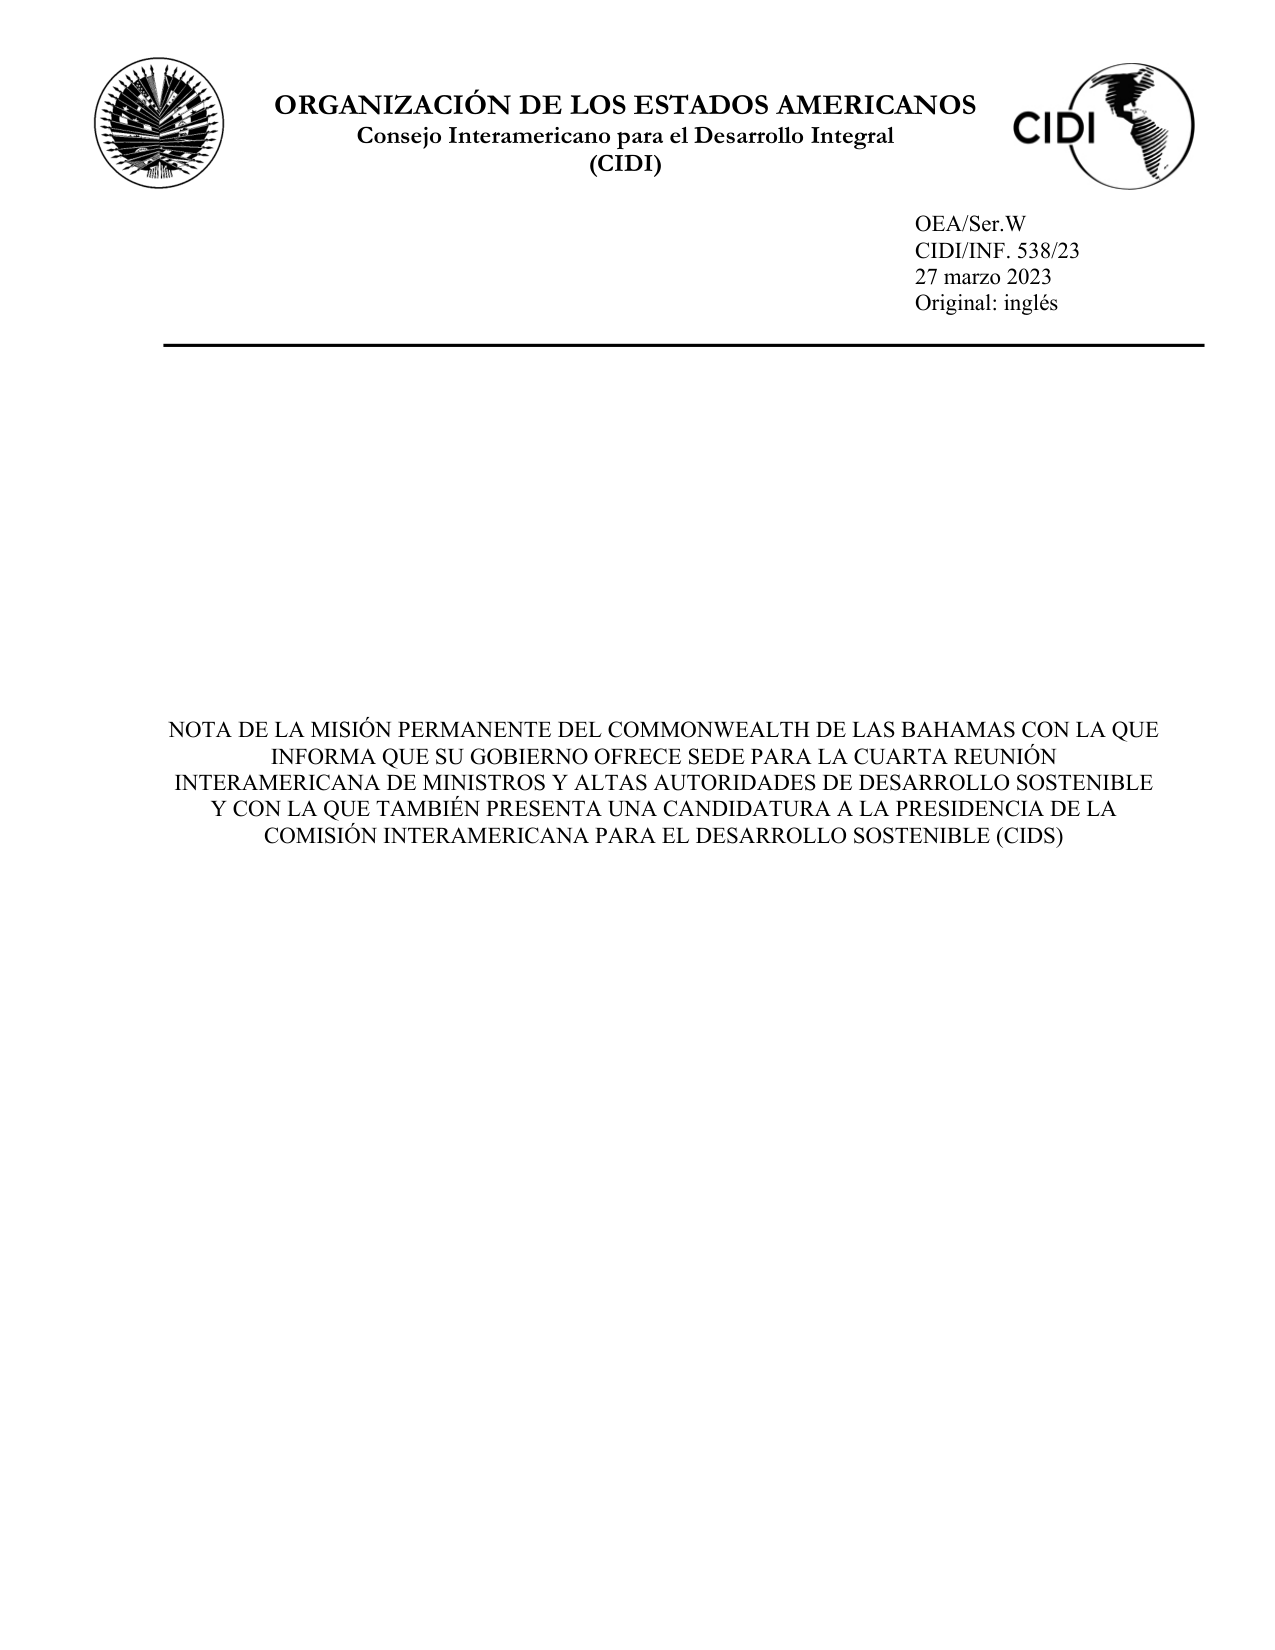 ORGANIZACIÓN DE LOS ESTADOS AMERICANOS
Consejo Interamericano para el Desarrollo Integral
(CIDI)
CIDI
OEA/Ser.W
CIDI/INF. 538/23
27 marzo 2023
Original: inglés
NOTA DE LA MISIÓN PERMANENTE DEL COMMONWEALTH DE LAS BAHAMAS CON LA QUE
INFORMA QUE SU GOBIERNO OFRECE SEDE PARA LA CUARTA REUNIÓN
INTERAMERICANA DE MINISTROS Y ALTAS AUTORIDADES DE DESARROLLO SOSTENIBLE
Y CON LA QUE TAMBIÉN PRESENTA UNA CANDIDATURA A LA PRESIDENCIA DE LA
COMISIÓN INTERAMERICANA PARA EL DESARROLLO SOSTENIBLE (CIDS)